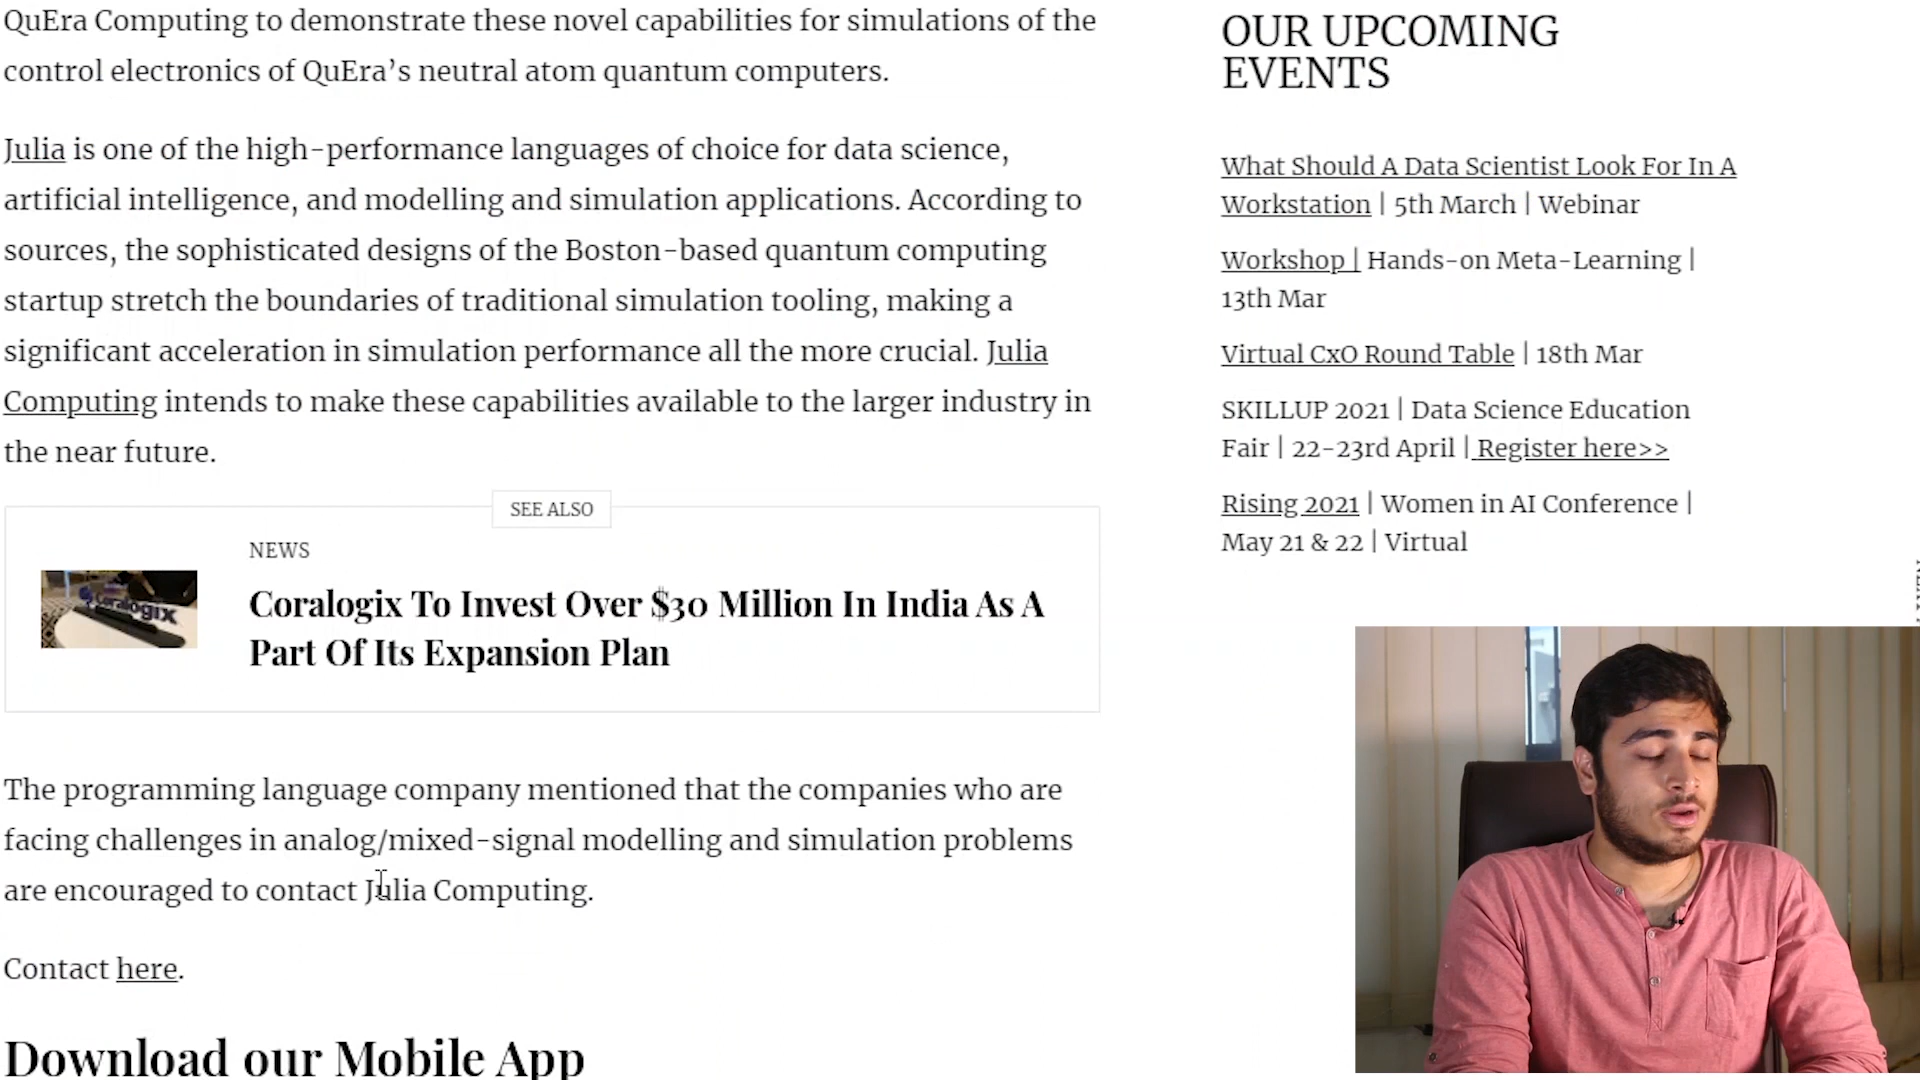 QuEra Computing to demonstrate these novel capabilities for simulations of the
control electronics of QuEra’s neutral atom quantum computers.
Julia is one of the high-performance languages of choice for data science,
artificial intelligence, and modelling and simulation applications. According to
sources, the sophisticated designs of the Boston-based quantum computing
startup stretch the boundaries of traditional simulation tooling, making a
significant acceleration in simulation performance all the more crucial. Julia
Computing intends to make these capabilities available to the larger industry in
the near future.
SEE ALSO
NEWS
Coralogix
Coralogix To Invest Over $30 Million In India As A
Part Of Its Expansion Plan
The programming language company mentioned that the companies who are
facing challenges in analog/mixed-signal modelling and simulation problems
are encouraged to contact Julia Computing.
Contact here.
Download our Mobile App
OUR UPCOMING
EVENTS
What Should A Data Scientist Look For In A
Workstation | 5th March | Webinar
Workshop | Hands-on Meta-Learning |
13th Mar
Virtual CxO Round Table | 18th Mar
SKILLUP 2021 | Data Science Education
Fair | 22-23rd April | Register here>>
Rising 2021 | Women in AI Conference |
May 21 & 22 | Virtual